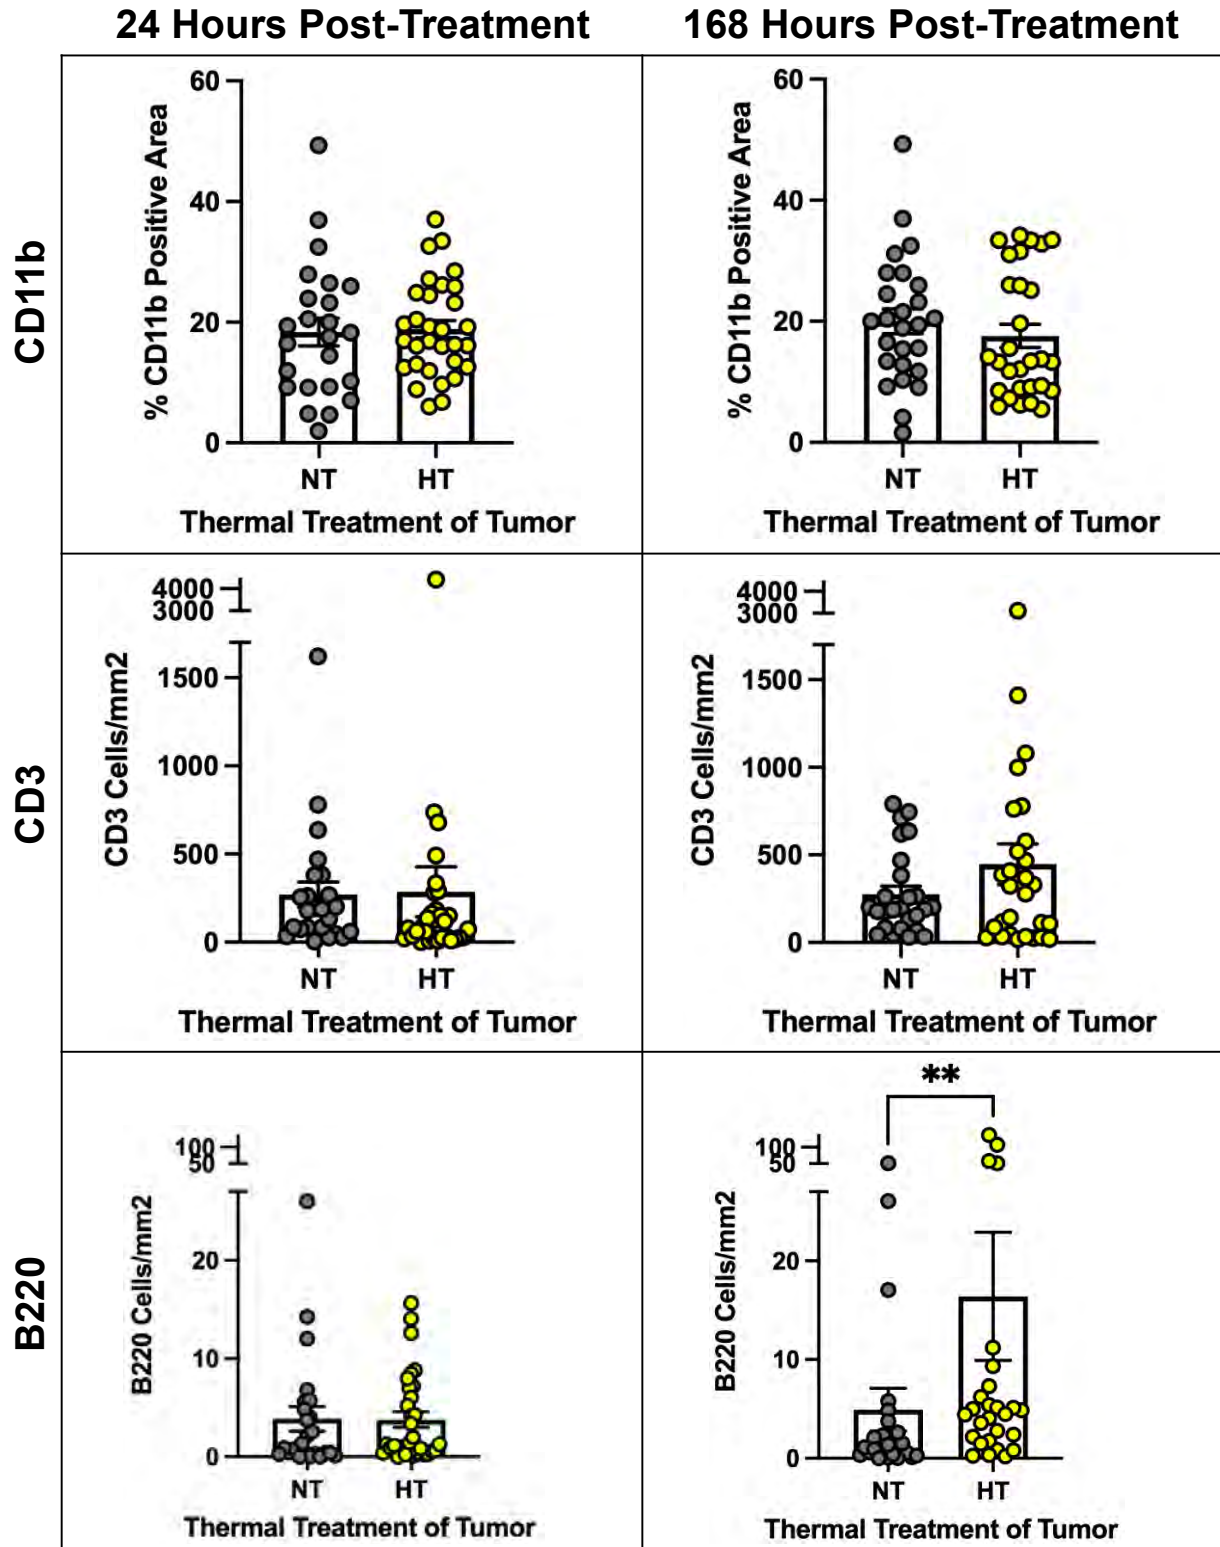 24 Hours Post-Treatment
168 Hours Post-Treatment
CD11b
% CD11b Positive Area
60
40
20
0
NT HT
Thermal Treatment of Tumor
% CD11b Positive Area
60
40
20
0
NT HT
Thermal Treatment of Tumor
CD3
CD3 Cells/mm2
4000
3000
1500
1000
500
0
NT HT
Thermal Treatment of Tumor
CD3 Cells/mm2
4000
3000
1500
1000
500
0
NT HT
Thermal Treatment of Tumor
B220
B220 Cells/mm2
100
50
20
10
0
NT HT
Thermal Treatment of Tumor
**
B220 Cells/mm2
100
50
20
10
0
NT HT
Thermal Treatment of Tumor